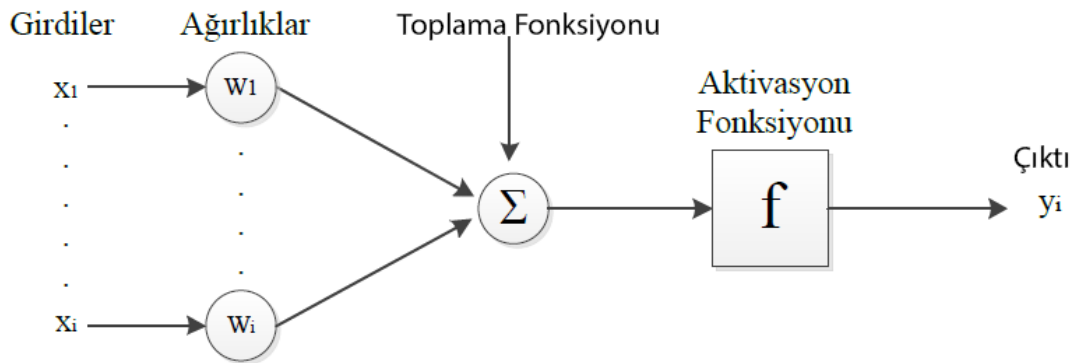 Girdiler
Ağırlıklar
Toplama Fonksiyonu
x1
w1
Aktivasyon
Fonksiyonu
Σ
f
Çıktı
yi
xi
wi